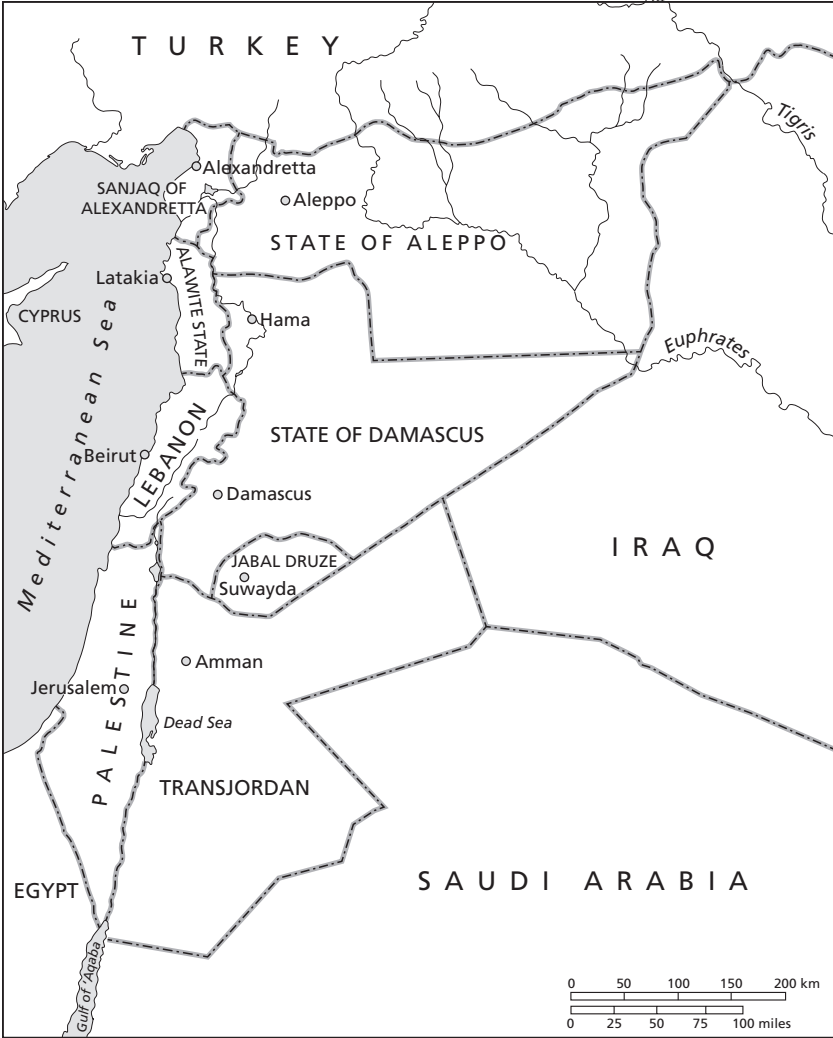 TURKEY
Tigris
Alexandretta
SANJAQ OF
ALEXANDRETTA
Aleppo
STATE OF ALEPPO
ALAWITE STATE
Latakia
CYPRUS
Hama
Euphrates
Mediterranean Sea
LEBANON
STATE OF DAMASCUS
Beirut
Damascus
IRAQ
JABAL DRUZE
Suwayda
PALESTINE
Amman
Jerusalem
Dead Sea
TRANSJORDAN
SAUDI ARABIA
EGYPT
Gulf of 'Aqaba
0 50 100 150 200 km
0 25 50 75 100 miles